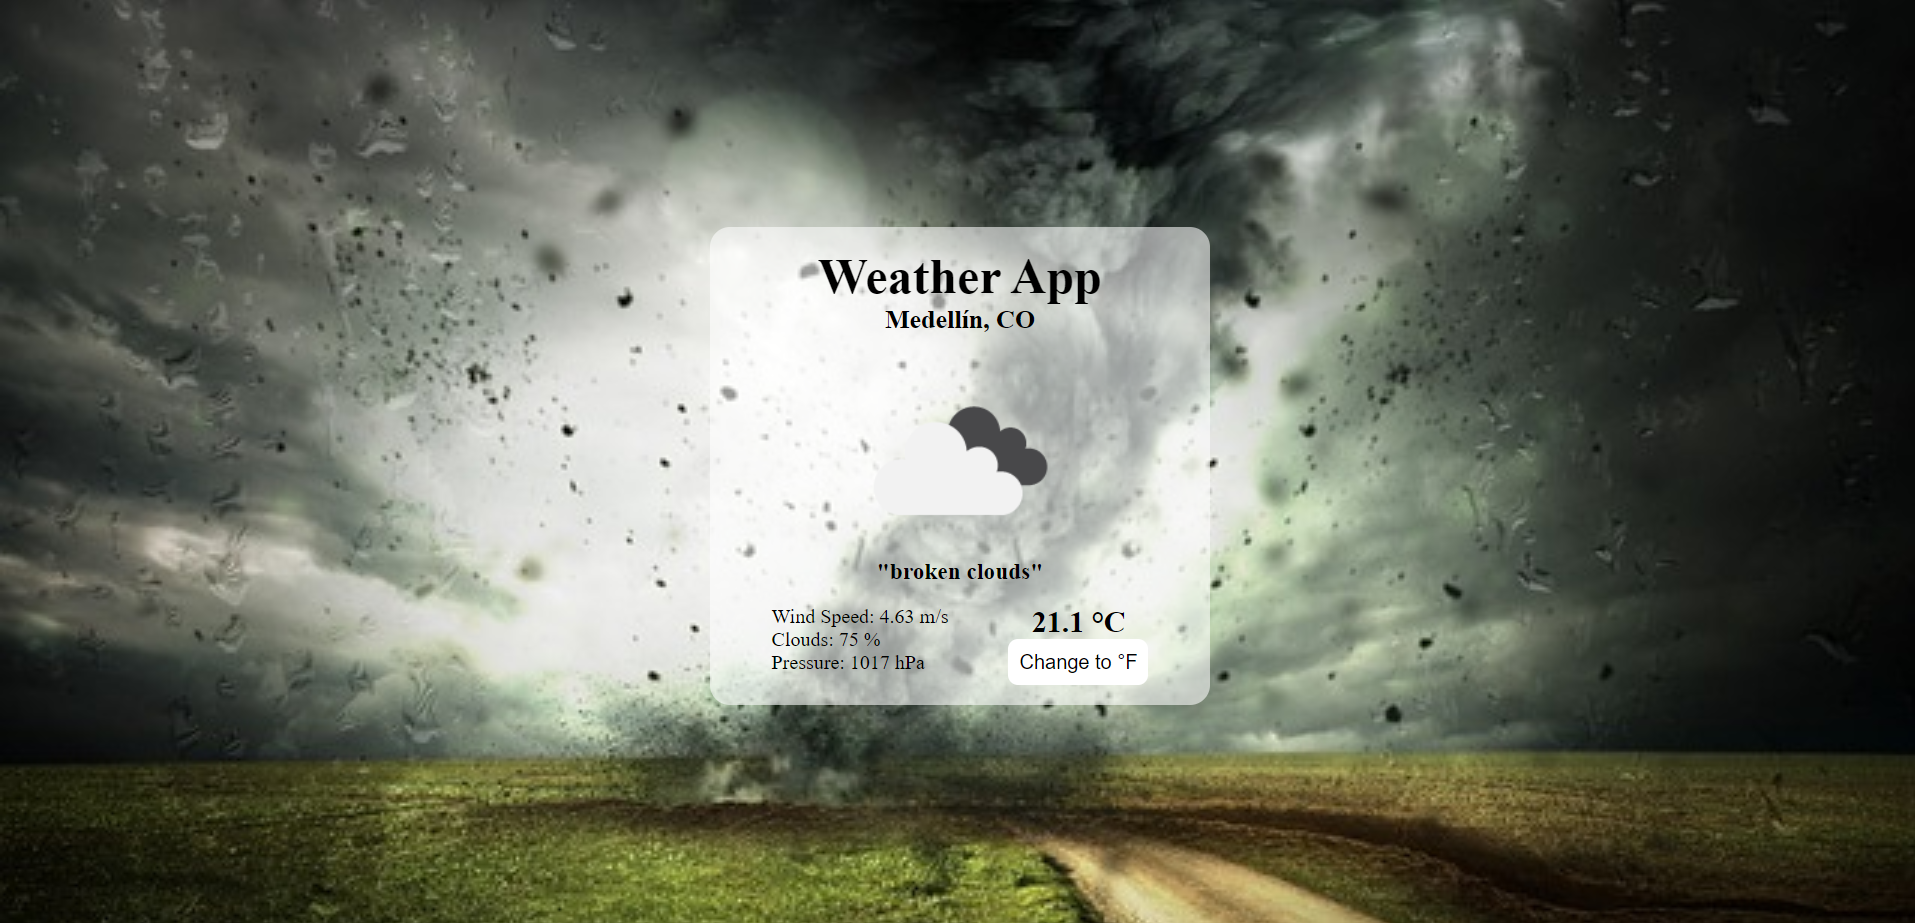 Weather App
Medellín, CO
"broken clouds"
Wind Speed: 4.63 m/s
Clouds: 75 %
Pressure: 1017 hPa
21.1 °C
Change to °F